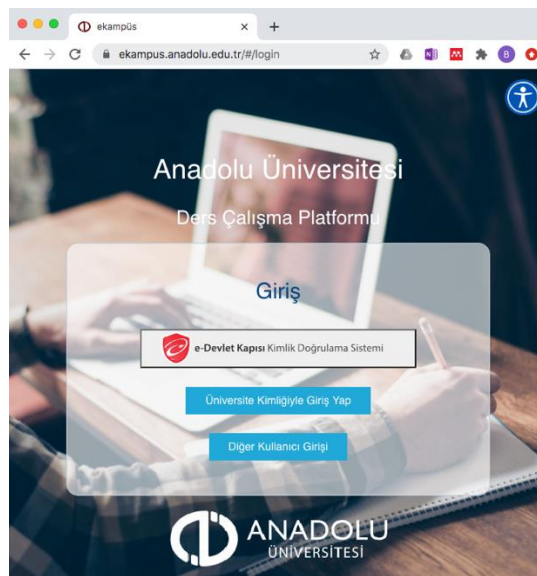 ekampüs
ekampus.anadolu.edu.tr/#/login
B
Anadolu Üniversitesi
Ders Çalışma Platformu
Giriş
e-Devlet Kapısı Kimlik Doğrulama Sistemi
Üniversite Kimliğiyle Giriş Yap
Diğer Kullanıcı Girişi
ANADOLU
ÜNİVERSİTESİ